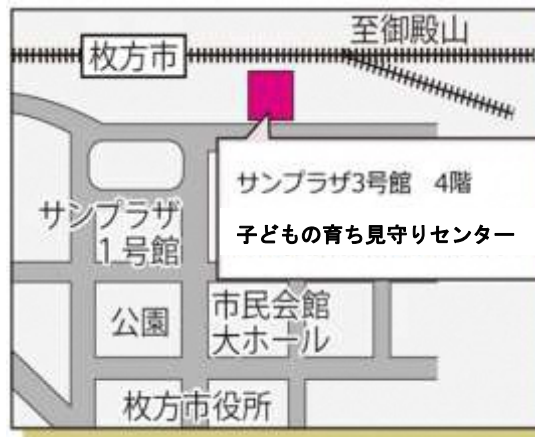 至御殿山
枚方市
サンプラザ3号館　4階
子どもの育ち見守りセンター
サンプラザ
1号館
市民会館
大ホール
公園
枚方市役所